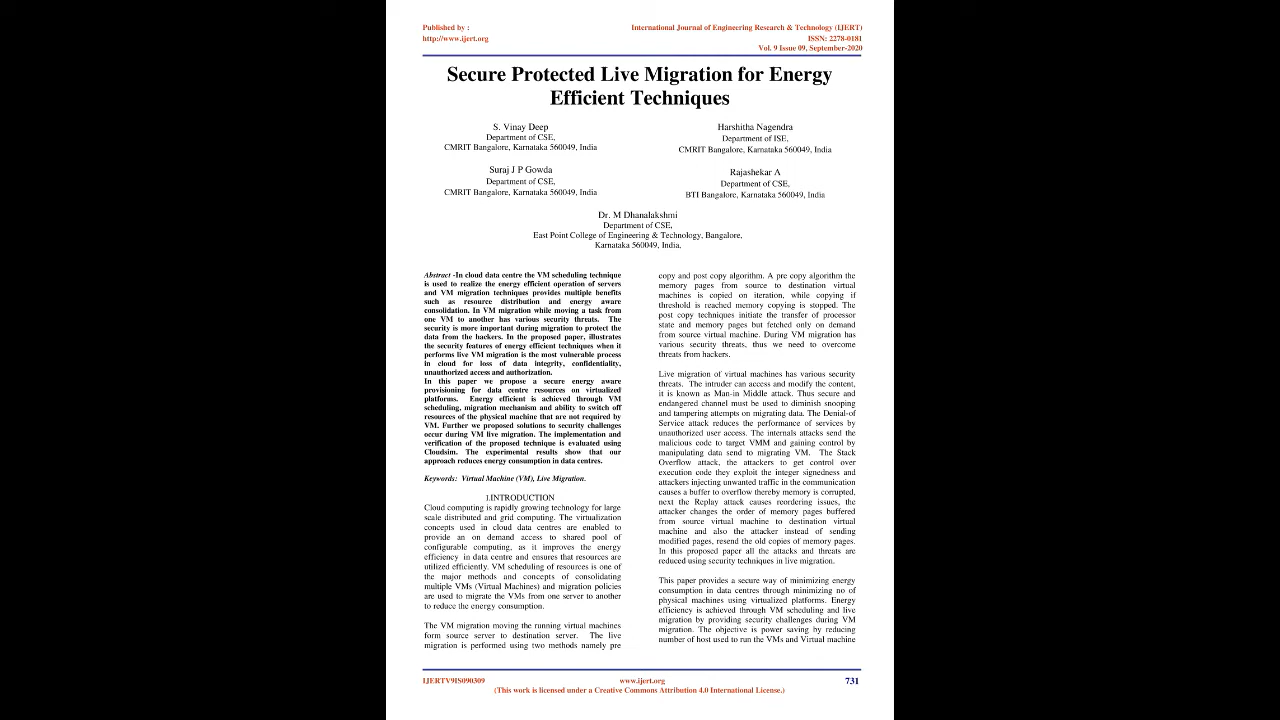 Published by :
http://www.ijert.org
International Journal of Engineering Research & Technology (IJERT)
ISSN: 2278-0181
Vol. 9 Issue 09, September-2020
Secure Protected Live Migration for Energy
Efficient Techniques
S. Vinay Deep
Department of CSE,
CMRIT Bangalore, Karnataka 560049, India
Harshitha Nagendra
Department of ISE,
CMRIT Bangalore, Karnataka 560049, India
Suraj J P Gowda
Department of CSE,
CMRIT Bangalore, Karnataka 560049, India
Rajashekar A
Department of CSE,
BTI Bangalore, Karnataka 560049, India
Dr. M Dhanalakshmi
Department of CSE,
East Point College of Engineering & Technology, Bangalore,
Karnataka 560049, India,
Abstract -In cloud data centre the VM scheduling technique
is used to realize the energy efficient operation of servers
and VM migration techniques provides multiple benefits
such as resource distribution and energy aware
consolidation. In VM migration while moving a task from
one VM to another has various security threats. The
security is more important during migration to protect the
data from the hackers. In the proposed paper, illustrates
the security features of energy efficient techniques when it
performs live VM migration is the most vulnerable process
in cloud for loss of data integrity, confidentiality,
unauthorized access and authorization.
In this paper we propose a secure energy aware
provisioning for data centre resources on virtualized
platforms. Energy efficient is achieved through VM
scheduling, migration mechanism and ability to switch off
resources of the physical machine that are not required by
VM. Further we proposed solutions to security challenges
occur during VM live migration. The implementation and
verification of the proposed technique is evaluated using
Cloudsim. The experimental results show that our
approach reduces energy consumption in data centres.
Keywords: Virtual Machine (VM), Live Migration.
I.INTRODUCTION
Cloud computing is rapidly growing technology for large
scale distributed and grid computing. The virtualization
concepts used in cloud data centres are enabled to
provide an on demand access to shared pool of
configurable computing, as it improves the energy
efficiency in data centre and ensures that resources are
utilized efficiently. VM scheduling of resources is one of
the major methods and concepts of consolidating
multiple VMs (Virtual Machines) and migration policies
are used to migrate the VMs from one server to another
to reduce the energy consumption.
The VM migration moving the running virtual machines
form source server to destination server. The live
migration is performed using two methods namely pre
copy and post copy algorithm. A pre copy algorithm the
memory pages from source to destination virtual
machines is copied on iteration, while copying if
threshold is reached memory copying is stopped. The
post copy techniques initiate the transfer of processor
state and memory pages but fetched only on demand
from source virtual machine. During VM migration has
various security threats, thus we need to overcome
threats from hackers.
Live migration of virtual machines has various security
threats. The intruder can access and modify the content,
it is known as Man-in Middle attack. Thus secure and
endangered channel must be used to diminish snooping
and tampering attempts on migrating data. The Denial-of
Service attack reduces the performance of services by
unauthorized user access. The internals attacks send the
malicious code to target VMM and gaining control by
manipulating data send to migrating VM. The Stack
Overflow attack, the attackers to get control over
execution code they exploit the integer signedness and
attackers injecting unwanted traffic in the communication
causes a buffer to overflow thereby memory is corrupted,
next the Replay attack causes reordering issues, the
attacker changes the order of memory pages buffered
from source virtual machine to destination virtual
machine and also the attacker instead of sending
modified pages, resend the old copies of memory pages.
In this proposed paper all the attacks and threats are
reduced using security techniques in live migration.
This paper provides a secure way of minimizing energy
consumption in data centres through minimizing no of
physical machines using virtualized platforms. Energy
efficiency is achieved through VM scheduling and live
migration by providing security challenges during VM
migration. The objective is power saving by reducing
number of host used to run the VMs and Virtual machine
IJERTV9IS090309
www.ijert.org
731
(This work is licensed under a Creative Commons Attribution 4.0 International License.)